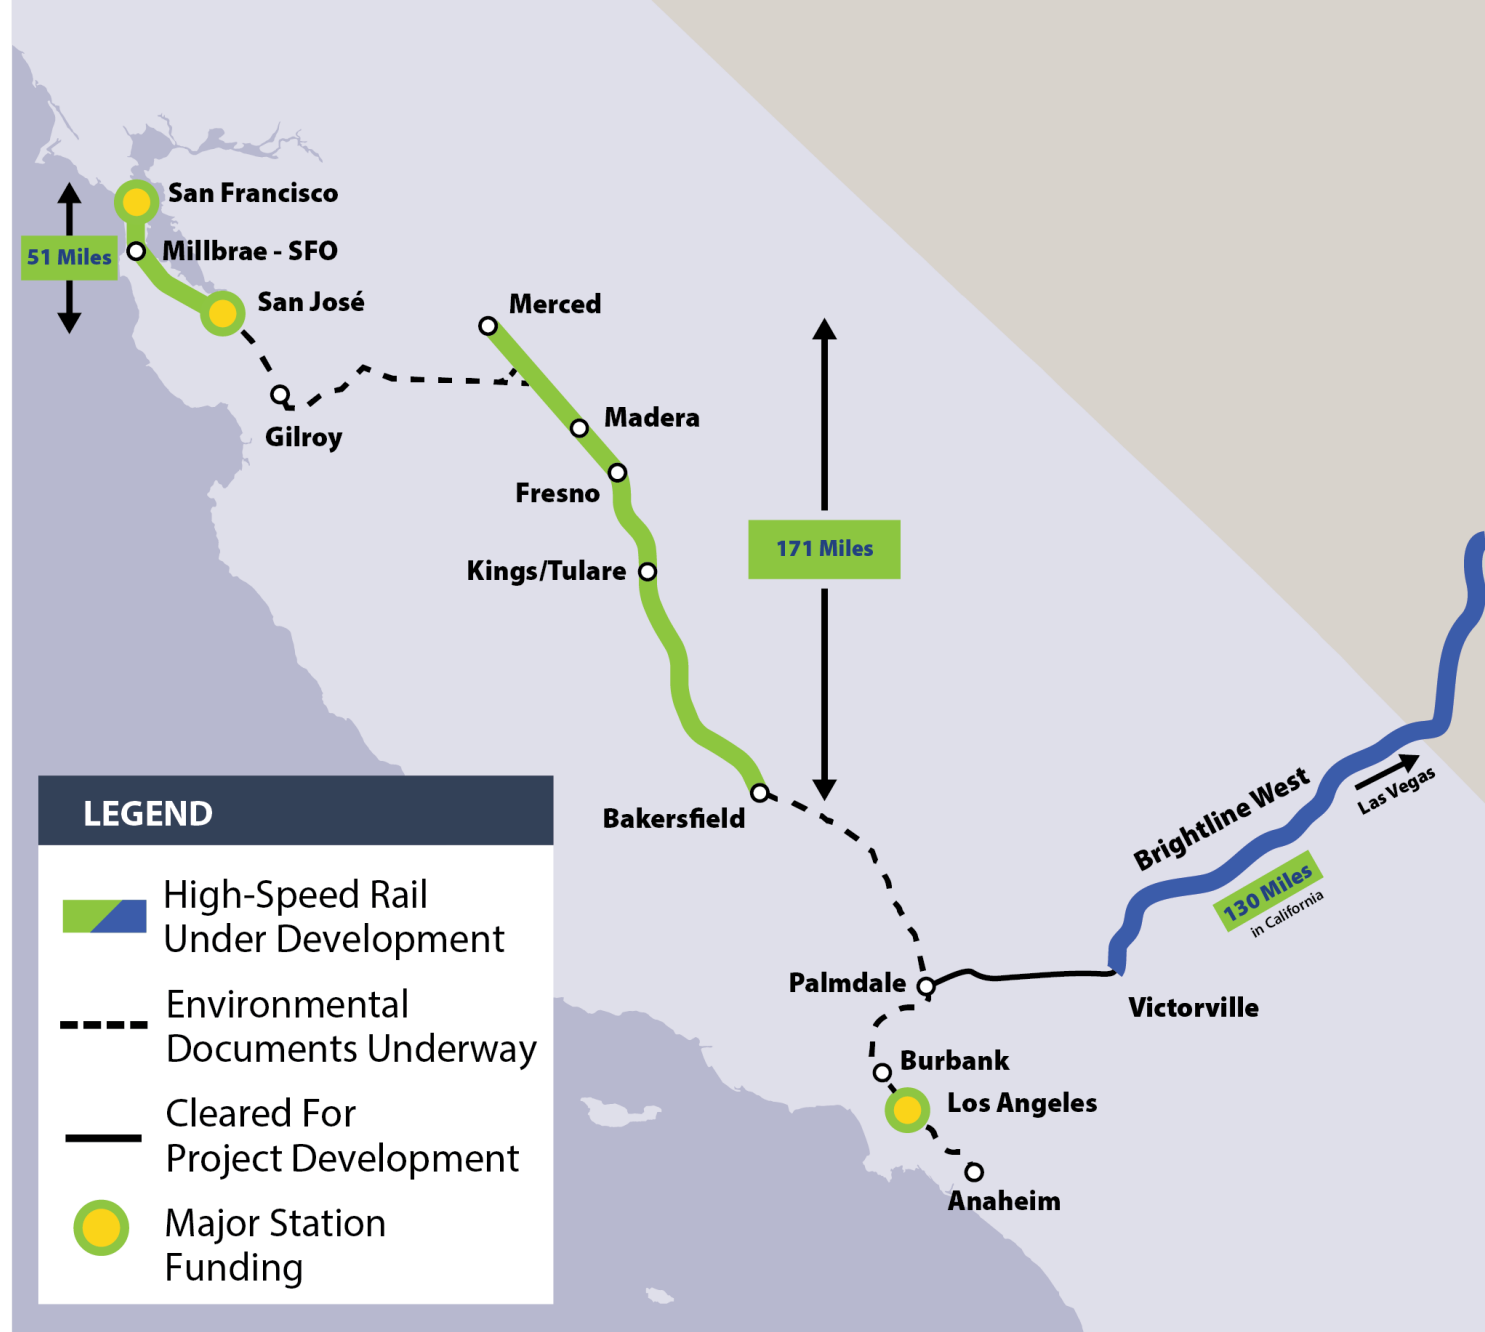 San Francisco
51 Miles
Millbrae - SFO
San José
Merced
Gilroy
Madera
Fresno
171 Miles
Kings/Tulare
Bakersfield
Brightline West
Las Vegas
130 Miles
in California
Palmdale
Victorville
Burbank
Los Angeles
Anaheim
LEGEND
High-Speed Rail
Under Development
Environmental
Documents Underway
Cleared For
Project Development
Major Station
Funding